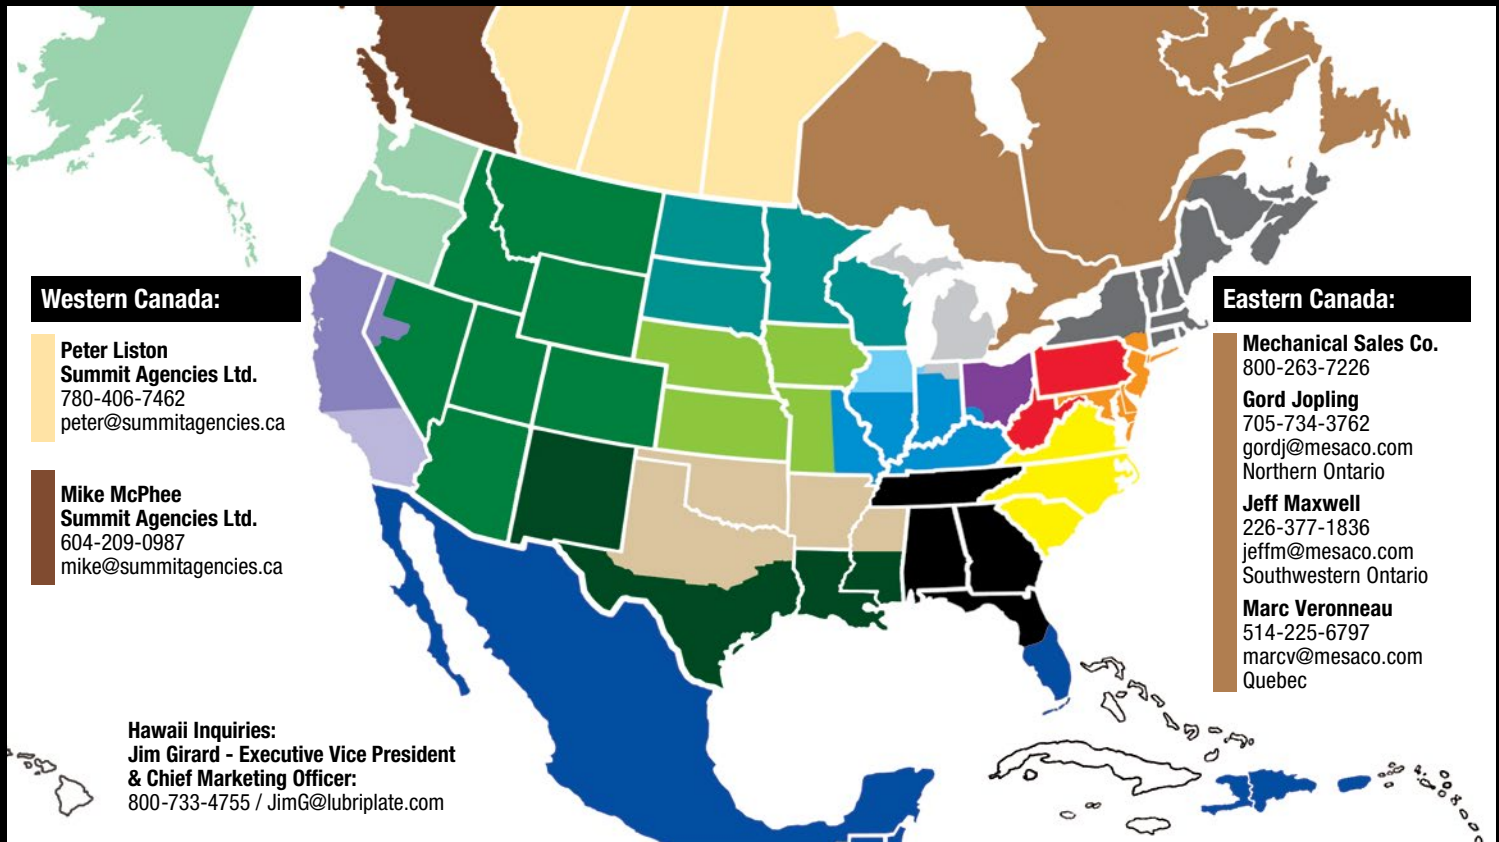 Western Canada:
Peter Liston
Summit Agencies Ltd.
780-406-7462
peter@summitagencies.ca
Mike McPhee
Summit Agencies Ltd.
604-209-0987
mike@summitagencies.ca
Hawaii Inquiries:
Jim Girard - Executive Vice President
& Chief Marketing Officer:
800-733-4755 / JimG@lubriplate.com
Eastern Canada:
Mechanical Sales Co.
800-263-7226
Gord Jopling
705-734-3762
gordj@mesaco.com
Northern Ontario
Jeff Maxwell
226-377-1836
jeffm@mesaco.com
Southwestern Ontario
Marc Veronneau
514-225-6797
marcv@mesaco.com
Quebec